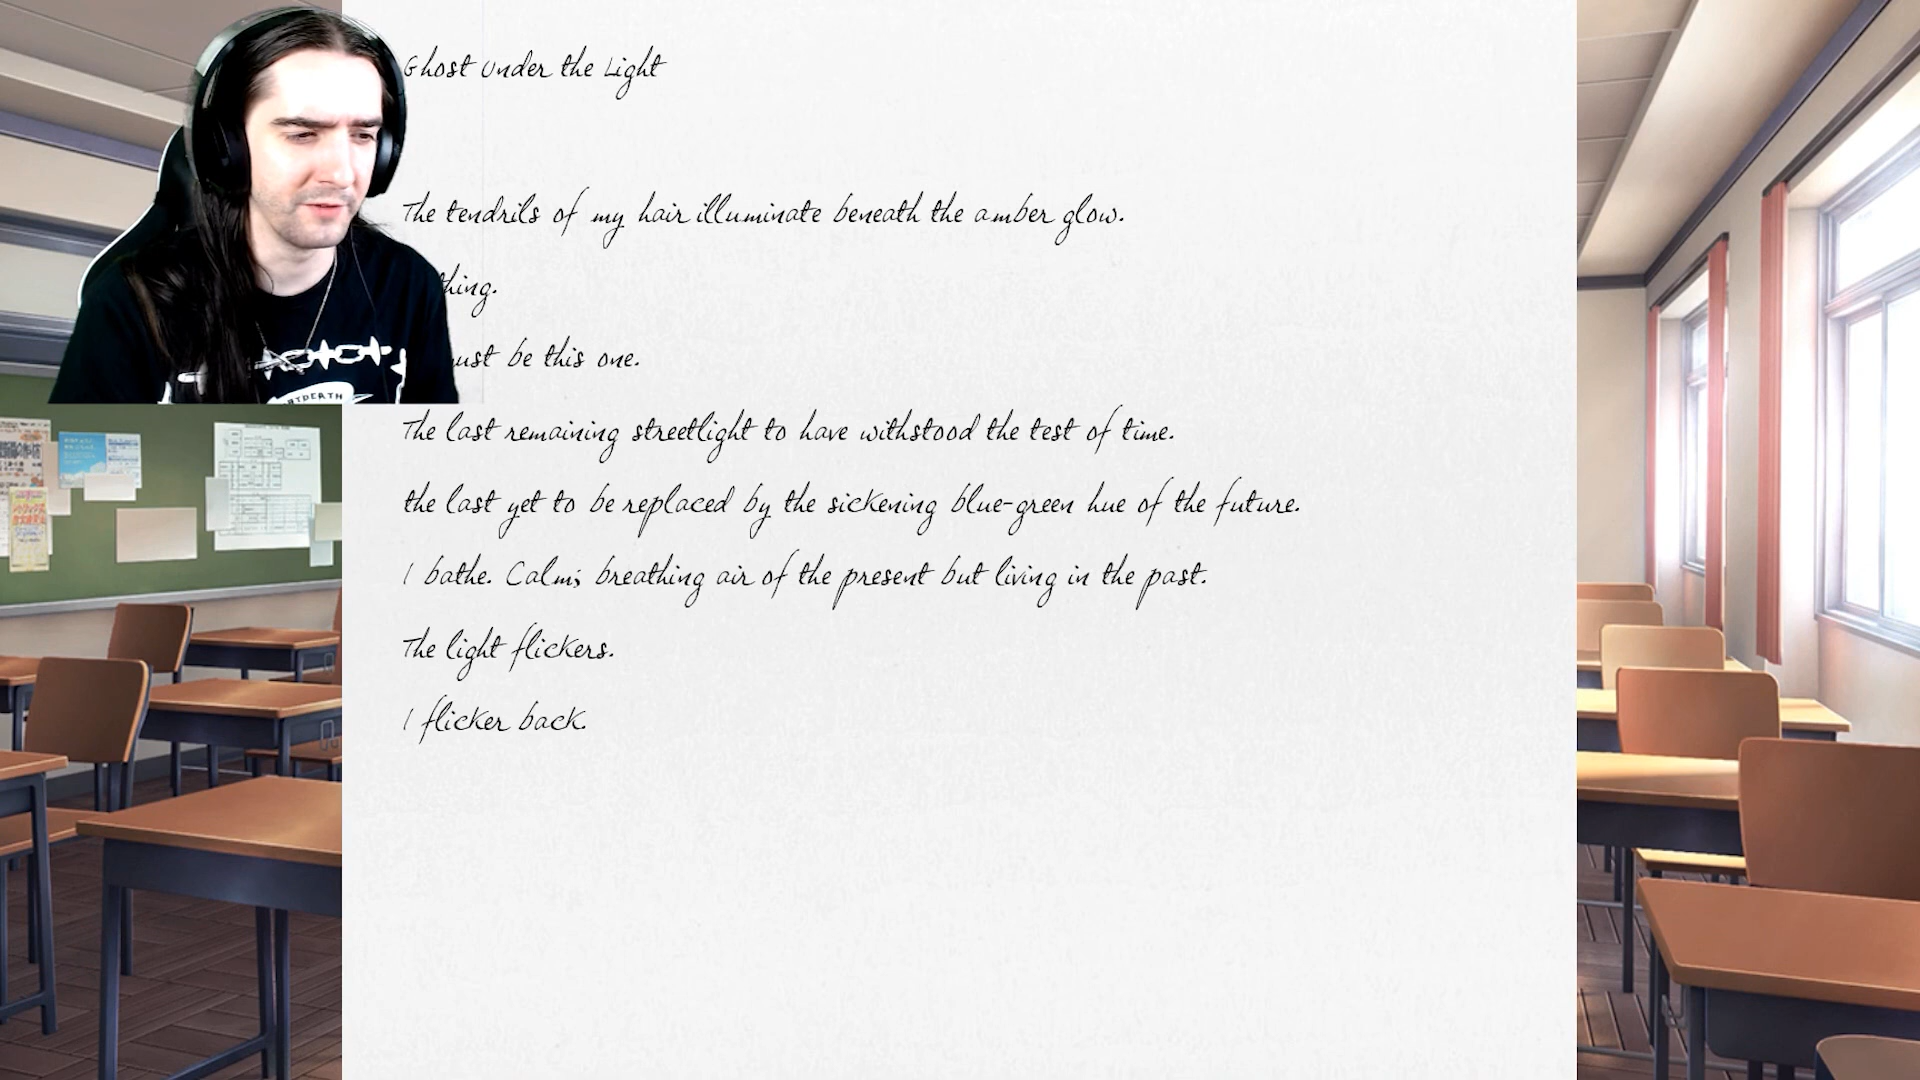 Ghost Under the Light
The tendrils of my hair illuminate beneath the amber glow.
must be this one.
The last remaining streetlight to have withstood the test of time.
the last yet to be replaced by the sickening blue-green hue of the future.
I bathe. Calm; breathing air of the present but living in the past.
The light flickers.
I flicker back.